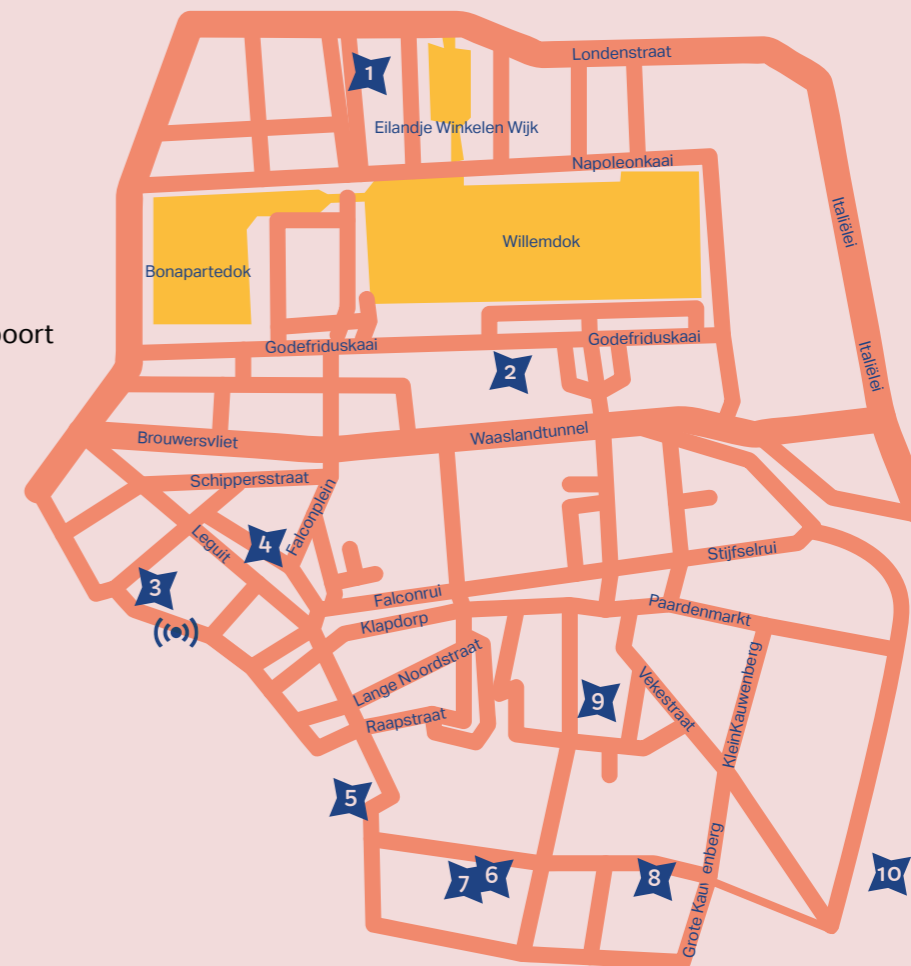 Londenstraat
1
Eilandje Winkelen Wijk
Napoleonkaai
Italiëlei
Willemdok
Bonapartedok
oort
Godefriduskaai
Godefriduskaai
Italiëlei
2
Waaslandtunnel
Brouwersvliet
Schippersstraat
Falconplein
Leguit
4
Stijfselrui
3
Falconrui
Paardenmarkt
Klapdorp
Lange Noordstraat
KleinKauwenberg
Vekestraat
9
Raapstraat
5
Grote Kau enberg
7
6
8
10